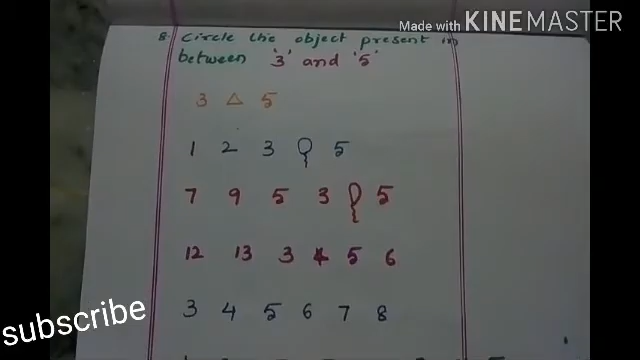 Made with KINEMASTER
8. Circle the object present in
between '3' and '5'
3 △ 5
1 2 3 5
7 9 5 3 5
12 13 3 4 5 6
3 4 5 6 7 8
subscribe